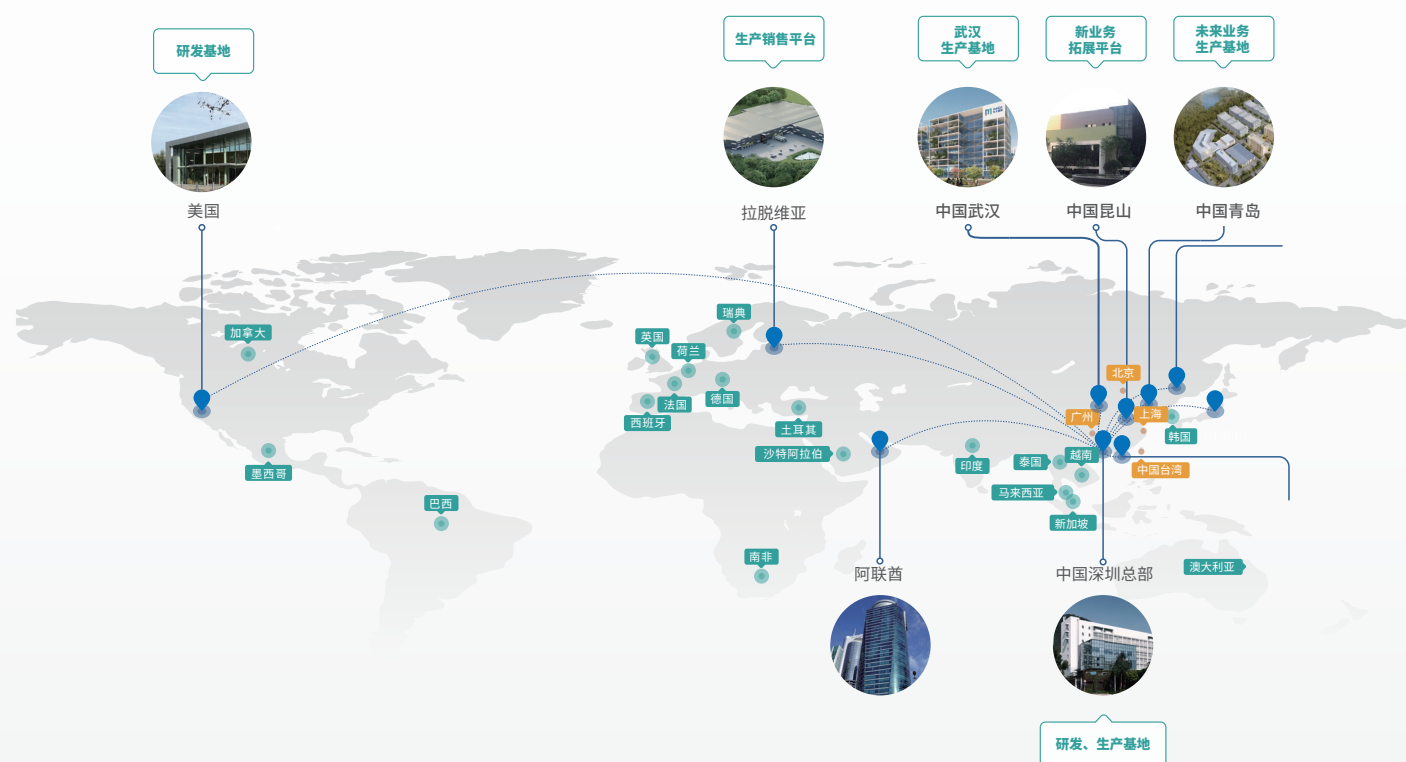 研发基地
生产销售平台
武汉
生产基地
新业务
拓展平台
未来业务
生产基地
美国
拉脱维亚
中国武汉
中国昆山
中国青岛
加拿大
瑞典
英国
荷兰
法国
德国
西班牙
土耳其
沙特阿拉伯
墨西哥
巴西
南非
印度
泰国
越南
马来西亚
新加坡
北京
广州
上海
韩国
中国台湾
澳大利亚
阿联酋
中国深圳总部
研发、生产基地